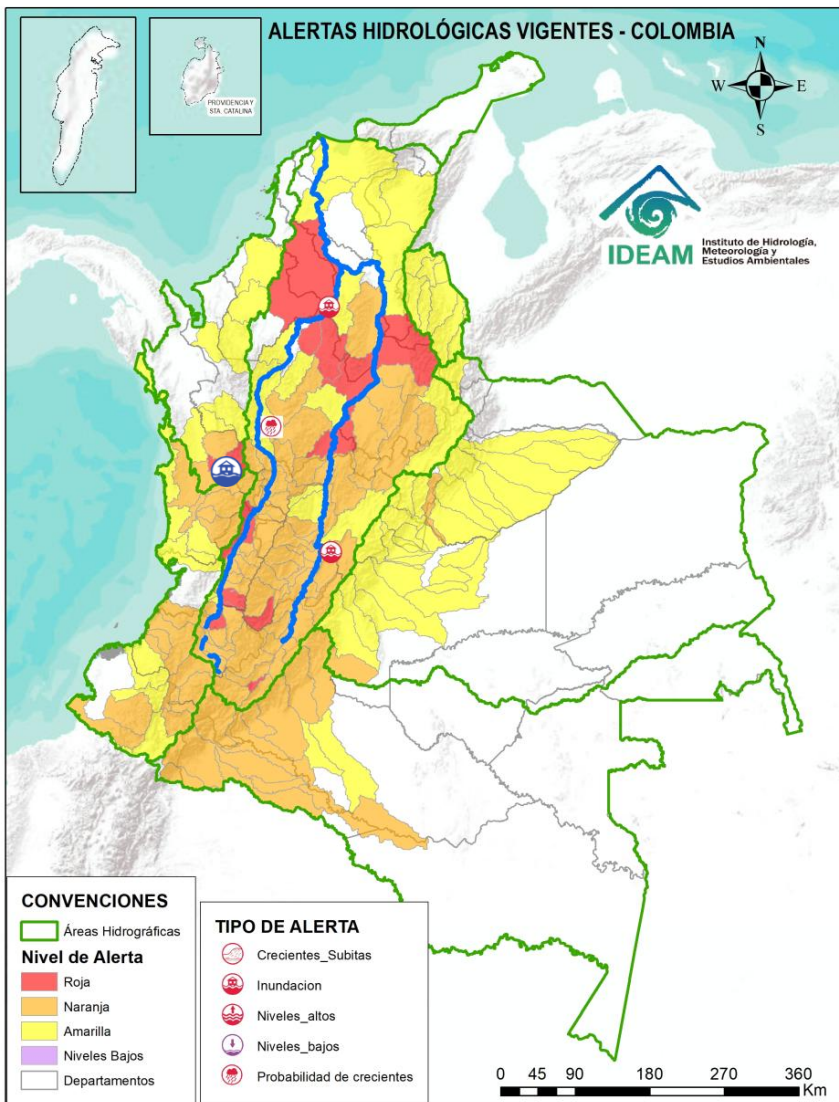 ALERTAS HIDROLÓGICAS VIGENTES - COLOMBIA
PROVIDENCIA Y
STA. CATALINA
N
W
E
S
IDEAM
Instituto de Hidrología,
Meteorología y
Estudios Ambientales
CONVENCIONES
Áreas Hidrográficas
Nivel de Alerta
Roja
Naranja
Amarilla
Niveles Bajos
Departamentos
TIPO DE ALERTA
Crecientes_Subitas
Inundacion
Niveles_altos
Niveles_bajos
Probabilidad de crecientes
0 45 90 180 270 360
Km